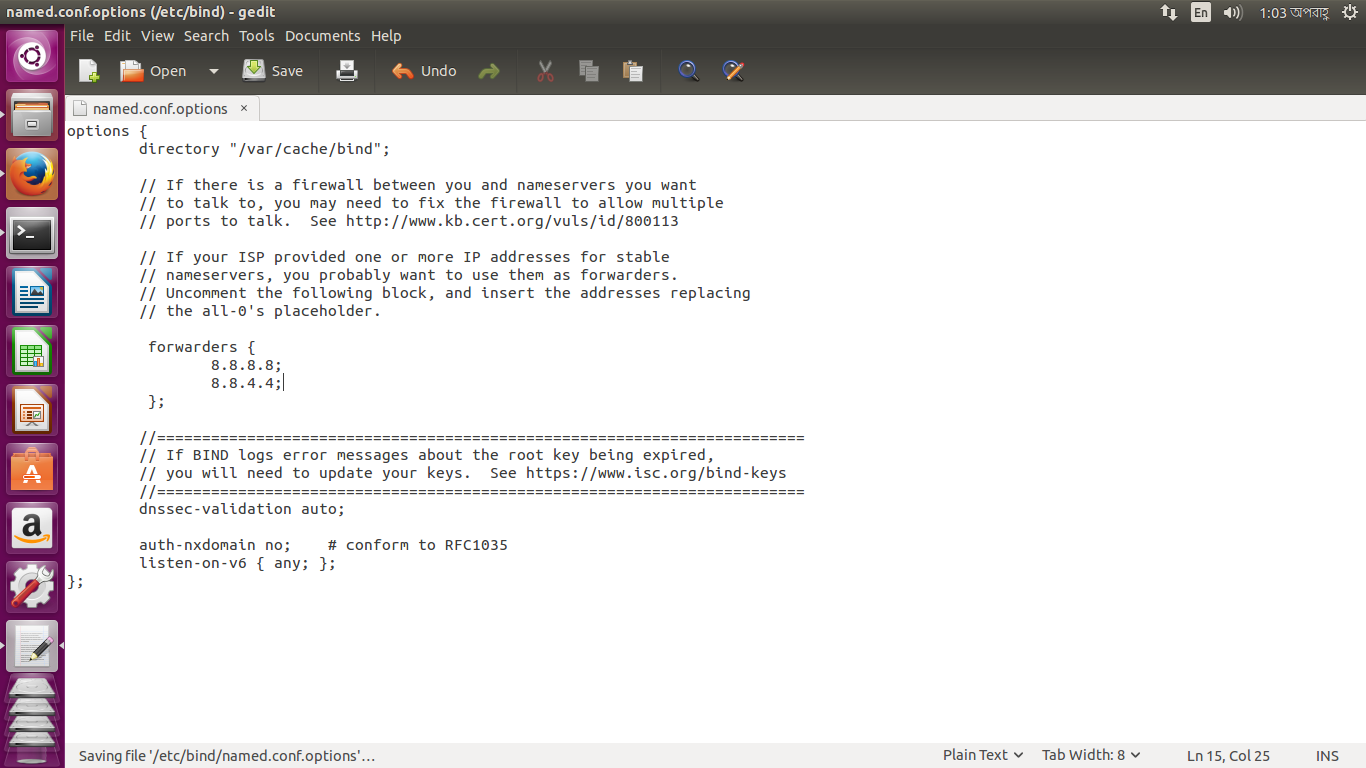 named.conf.options (/etc/bind) - gedit
En
1:03 অপরাহ্ণ
File Edit View Search Tools Documents Help
Open Save Undo
named.conf.options ×
options {
        directory "/var/cache/bind";
        // If there is a firewall between you and nameservers you want
        // to talk to, you may need to fix the firewall to allow multiple
        // ports to talk.  See http://www.kb.cert.org/vuls/id/800113
        // If your ISP provided one or more IP addresses for stable
        // nameservers, you probably want to use them as forwarders.
        // Uncomment the following block, and insert the addresses replacing
        // the all-0's placeholder.
         forwarders {
                8.8.8.8;
                8.8.4.4;
         };
        //========================================================================
        // If BIND logs error messages about the root key being expired,
        // you will need to update your keys.  See https://www.isc.org/bind-keys
        //========================================================================
        dnssec-validation auto;
        auth-nxdomain no;    # conform to RFC1035
        listen-on-v6 { any; };
};
Saving file '/etc/bind/named.conf.options'…
Plain Text Tab Width: 8 Ln 15, Col 25 INS